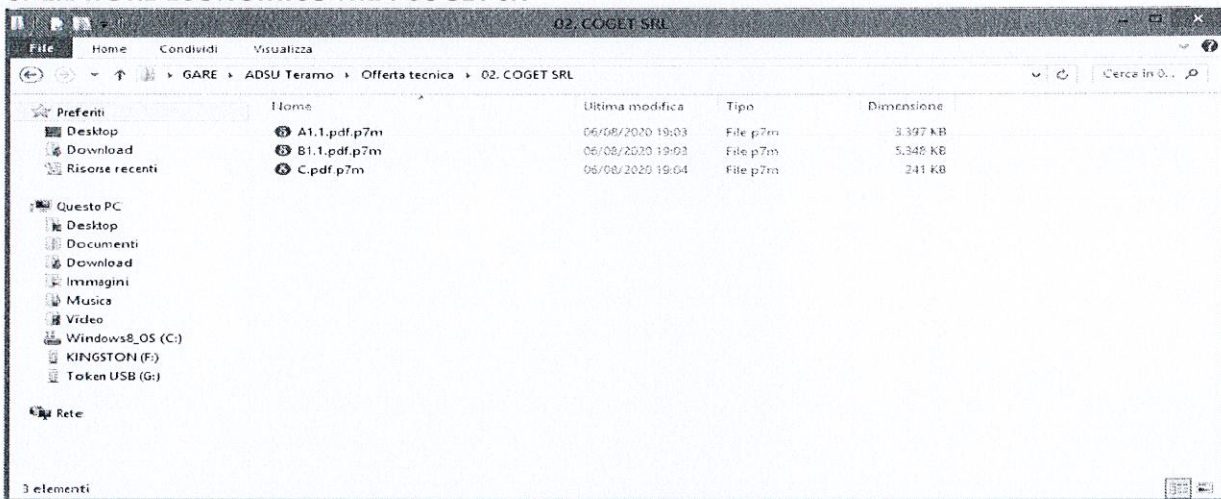 02. COGET SRL
File Home Condividi Visualizza
GARE ADSU Teramo Offerta tecnica 02. COGET SRL
Cerca in 0...
Nome Ultima modifica Tipo Dimensione
Preferiti
Desktop A1.1.pdf.p7m 06/08/2020 19:03 File p7m 3.397 KB
Download B1.1.pdf.p7m 06/08/2020 19:03 File p7m 5.348 KB
Risorse recenti C.pdf.p7m 06/08/2020 19:04 File p7m 241 KB
Questo PC
Desktop
Documenti
Download
Immagini
Musica
Video
Windows8_OS (C:)
KINGSTON (F:)
Token USB (G:)
Rete
3 elementi